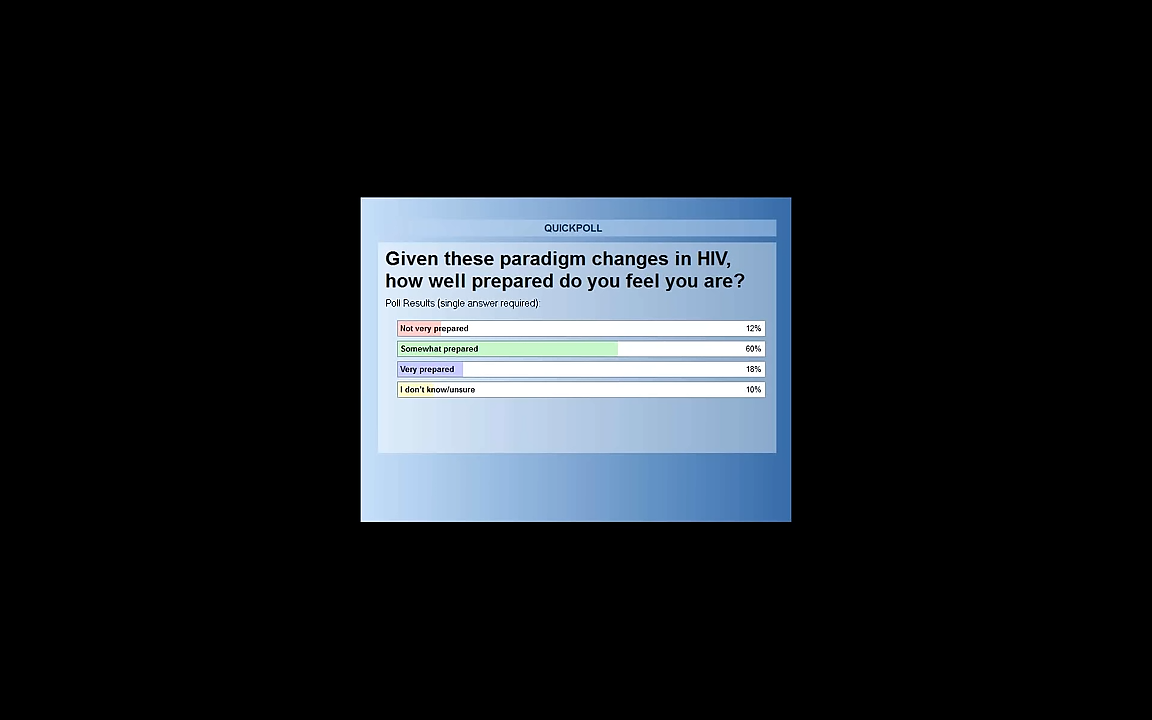 QUICKPOLL
Given these paradigm changes in HIV,
how well prepared do you feel you are?
Poll Results (single answer required):
Not very prepared 12%
Somewhat prepared 60%
Very prepared 18%
I don't know/unsure 10%